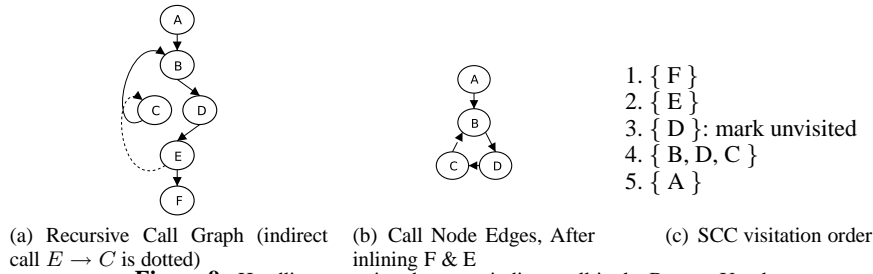 A
B
C
D
E
F
A
B
C
D
1. { F }
2. { E }
3. { D }: mark unvisited
4. { B, D, C }
5. { A }
(a) Recursive Call Graph (indirect
call E → C is dotted)
(b) Call Node Edges, After
inlining F & E
(c) SCC visitation order